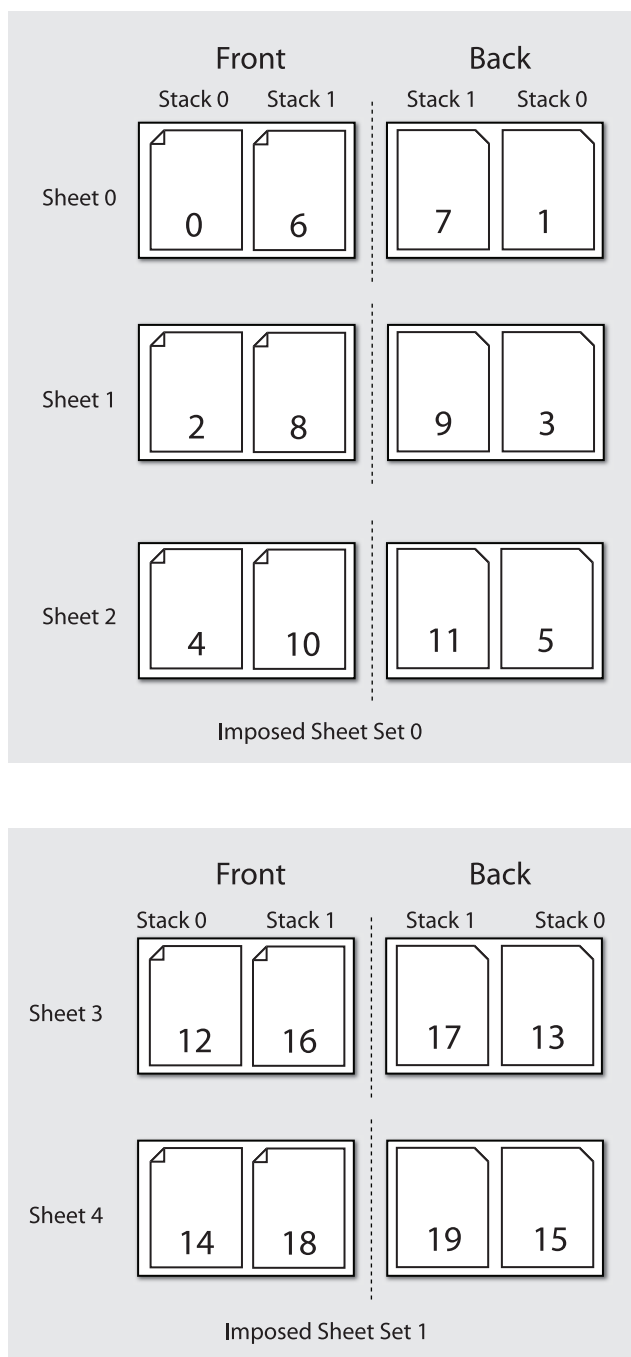 Front Back
Stack 0 Stack 1 Stack 1 Stack 0
Sheet 0
0 6 7 1
Sheet 1
2 8 9 3
Sheet 2
4 10 11 5
Imposed Sheet Set 0
Front Back
Stack 0 Stack 1 Stack 1 Stack 0
Sheet 3
12 16 17 13
Sheet 4
14 18 19 15
Imposed Sheet Set 1